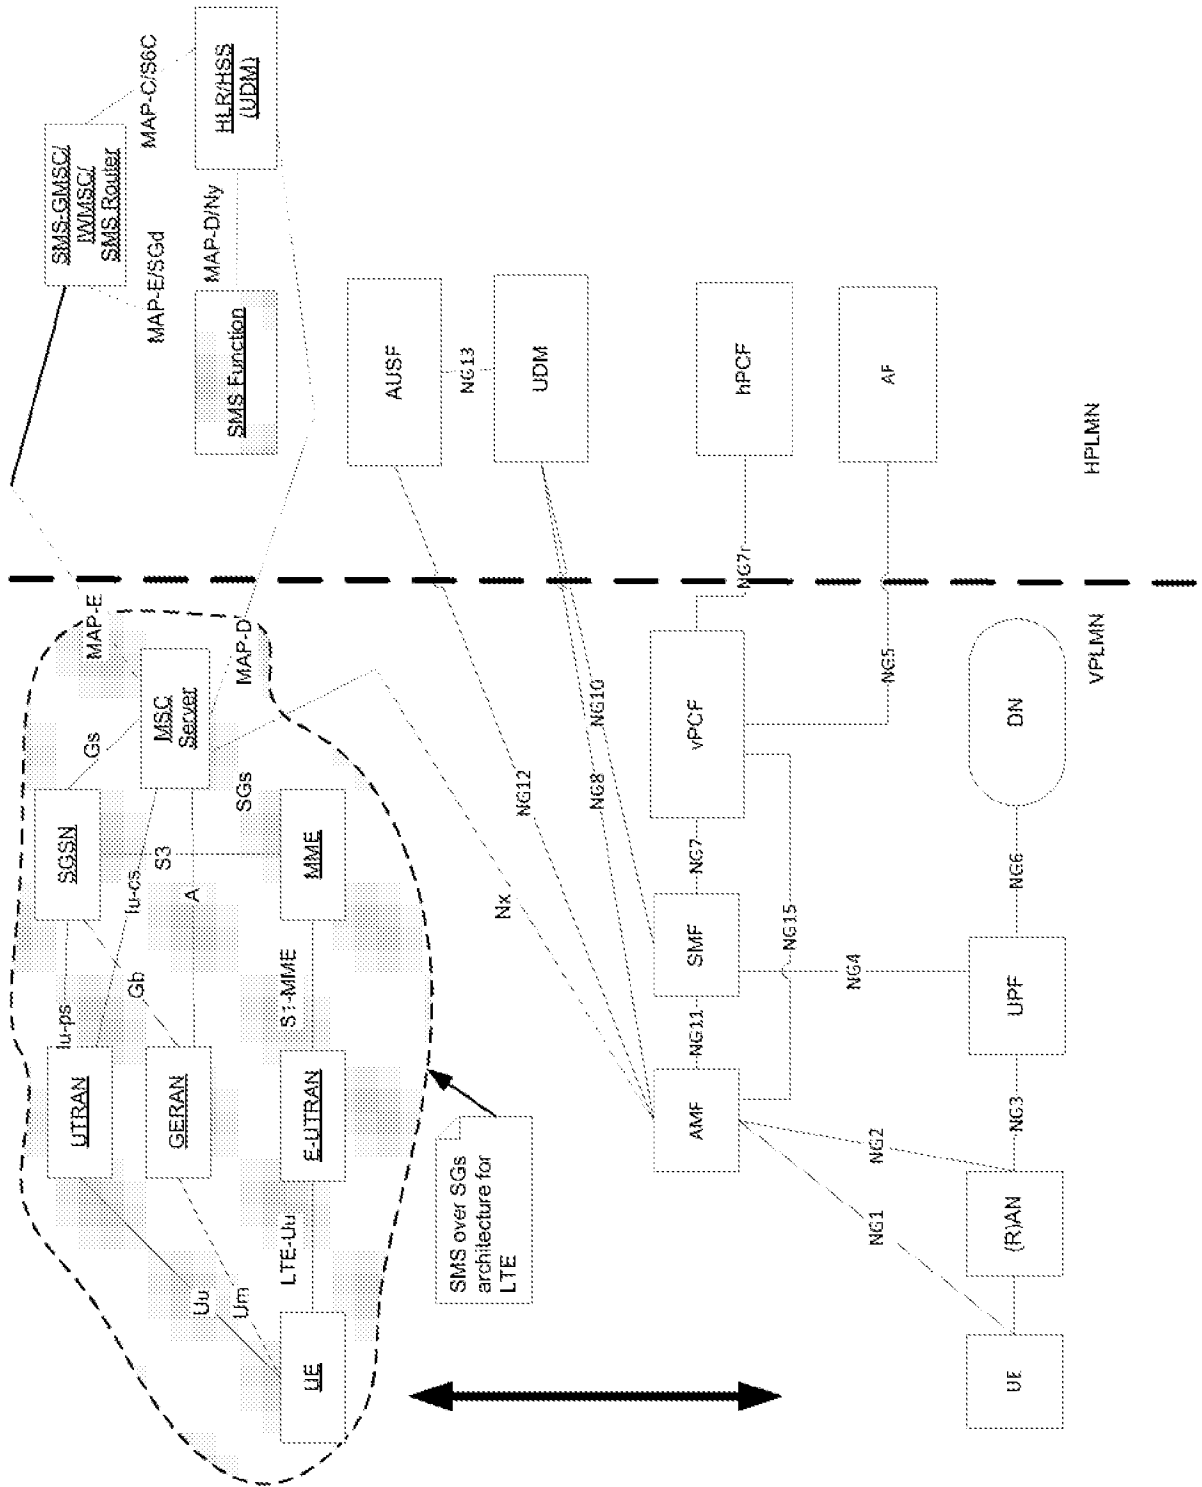 SMS-GMSC/
IWMSC/
SMS Router
MAP-C/S6C
HLR/HSS
(UDM)
MAP-E/SGd
MAP-D/Ny
SMS Function
MAP-E
MAP-D
MSC
Server
Gs
SGs
SGSN
S3
MME
Iu-cs
A
Iu-ps
Gb
S1-MME
UTRAN
GERAN
E-UTRAN
Uu
Um
LTE-Uu
UE
SMS over SGs
architecture for
LTE
AUSF
NG13
UDM
hPCF
AF
HPLMN
VPLMN
NG7r
NG5
NG12
NG8
NG10
Nx
vPCF
DN
NG7
NG15
NG6
SMF
NG4
UPF
NG11
AMF
NG3
NG2
NG1
(R)AN
UE